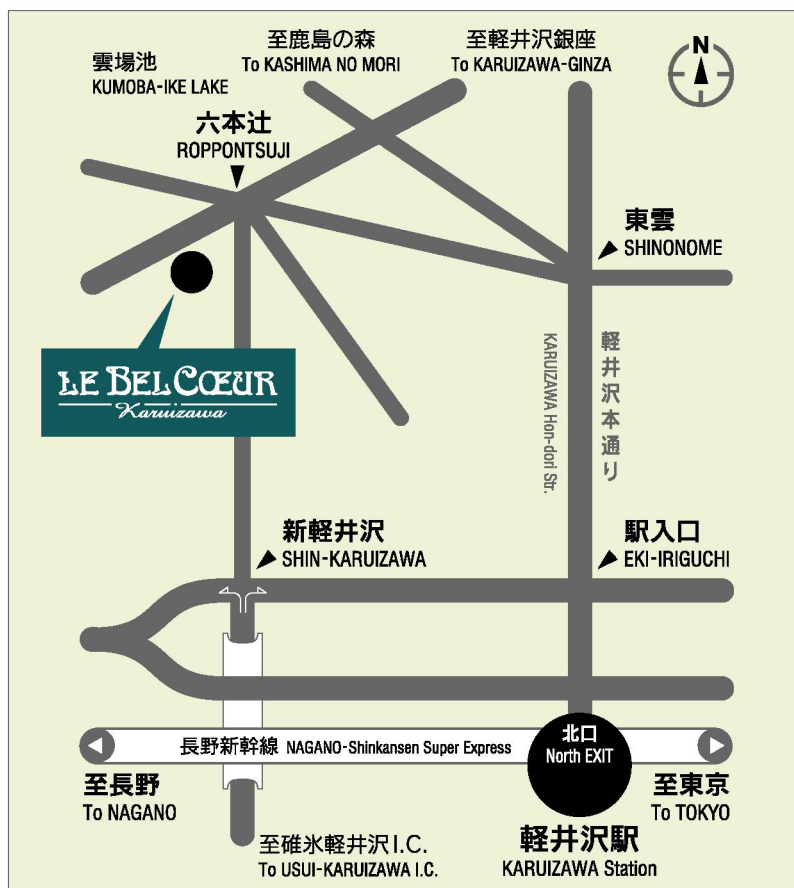 雲場池
KUMOBA-IKE LAKE
至鹿島の森
To KASHIMA NO MORI
至軽井沢銀座
To KARUIZAWA-GINZA
N
六本辻
ROPPONTSUJI
東雲
SHINONOME
LE BEL CŒUR
Karuizawa
KARUIZAWA Hon-dori Str.
軽井沢本通り
新軽井沢
SHIN-KARUIZAWA
駅入口
EKI-IRIGUCHI
長野新幹線 NAGANO-Shinkansen Super Express
北口
North EXIT
至長野
To NAGANO
至東京
To TOKYO
至碓氷軽井沢I.C.
To USUI-KARUIZAWA I.C.
軽井沢駅
KARUIZAWA Station